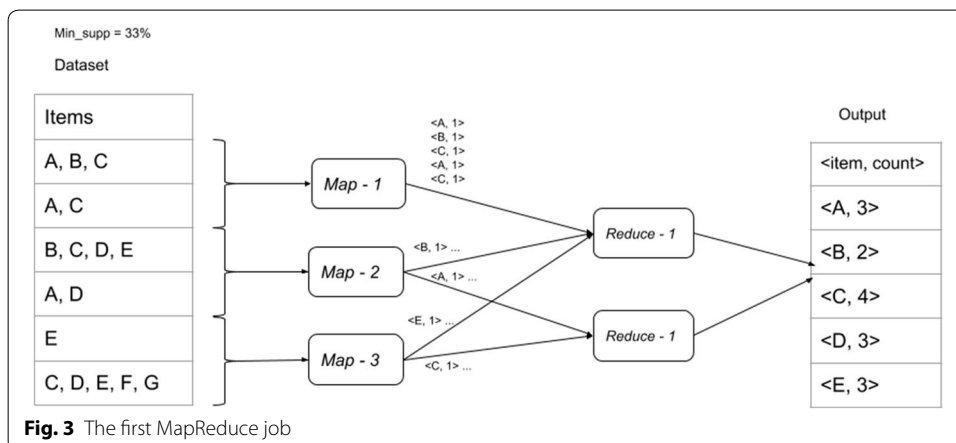 Min_supp = 33%
Dataset
Items
A, B, C
A, C
B, C, D, E
A, D
E
C, D, E, F, G
Map - 1
Map - 2
Map - 3
<A, 1>
<B, 1>
<C, 1>
<A, 1>
<C, 1>
<B, 1> ...
<A, 1> ...
<E, 1> ...
<C, 1> ...
Reduce - 1
Reduce - 1
Output
<item, count>
<A, 3>
<B, 2>
<C, 4>
<D, 3>
<E, 3>
Fig. 3 The first MapReduce job